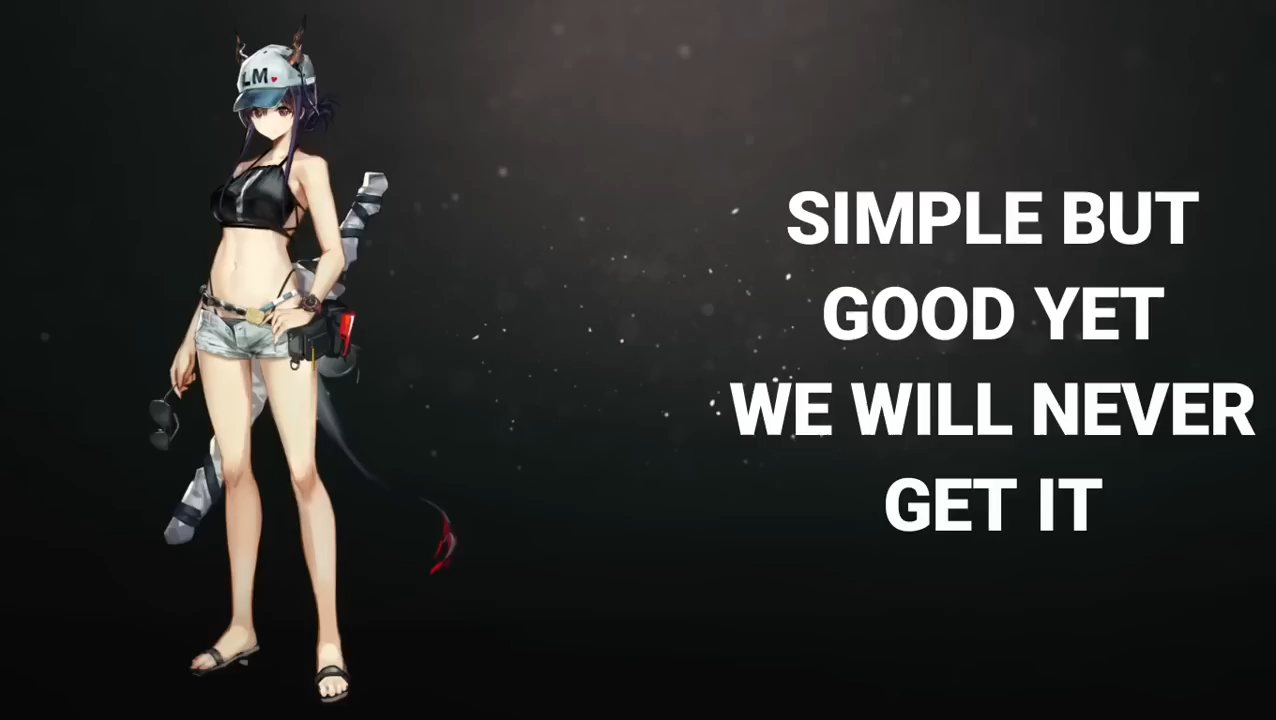 LM
SIMPLE BUT
GOOD YET
WE WILL NEVER
GET IT